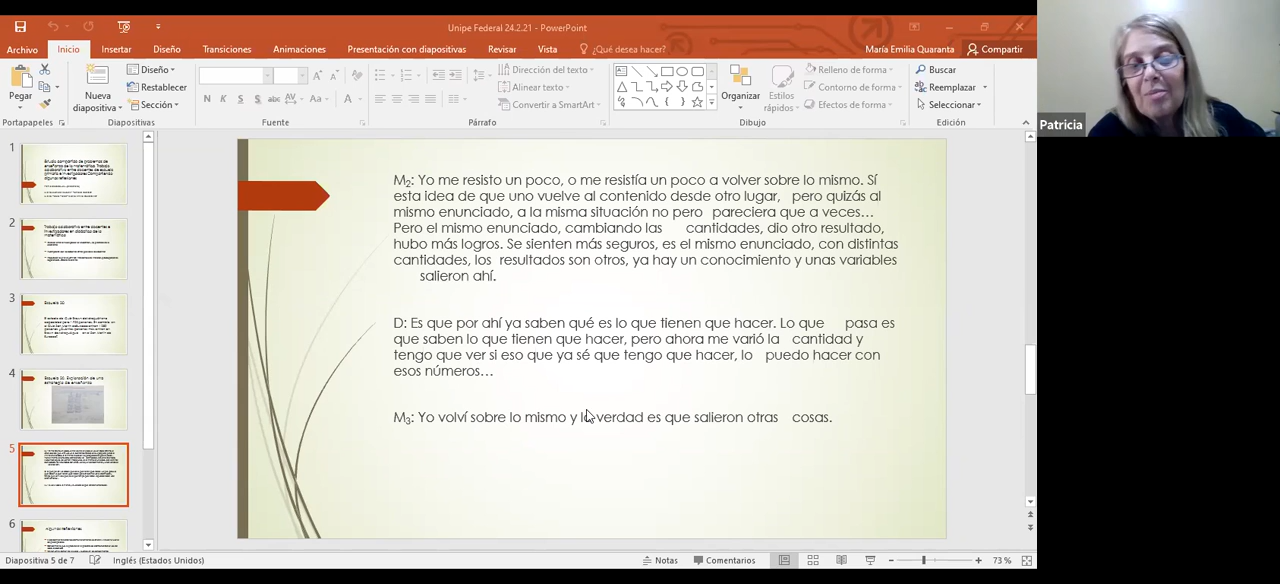 Unipe Federal 24.2.21 - PowerPoint
Archivo Inicio Insertar Diseño Transiciones Animaciones Presentación con diapositivas Revisar Vista ¿Qué desea hacer? María Emilia Quaranta Compartir
Pegar
Nueva diapositiva
Diseño
Restablecer
Sección
N K S S abc AV Aa A
Dirección del texto
Alinear texto
Convertir a SmartArt
Organizar
Estilos rápidos
Relleno de forma
Contorno de forma
Efectos de forma
Buscar
Reemplazar
Seleccionar
Portapapeles Diapositivas Fuente Párrafo Dibujo Edición
Patricia
1
2
3
4
5
6
M2: Yo me resisto un poco, o me resistía un poco a volver sobre lo mismo. Sí
esta idea de que uno vuelve al contenido desde otro lugar, pero quizás al
mismo enunciado, a la misma situación no pero pareciera que a veces…
Pero el mismo enunciado, cambiando las cantidades, dio otro resultado,
hubo más logros. Se sienten más seguros, es el mismo enunciado, con distintas
cantidades, los resultados son otros, ya hay un conocimiento y unas variables
salieron ahí.
D: Es que por ahí ya saben qué es lo que tienen que hacer. Lo que pasa es
que saben lo que tienen que hacer, pero ahora me varió la cantidad y
tengo que ver si eso que ya sé que tengo que hacer, lo puedo hacer con
esos números…
M3: Yo volví sobre lo mismo y la verdad es que salieron otras cosas.
Diapositiva 5 de 7 Inglés (Estados Unidos) Notas Comentarios 73 %